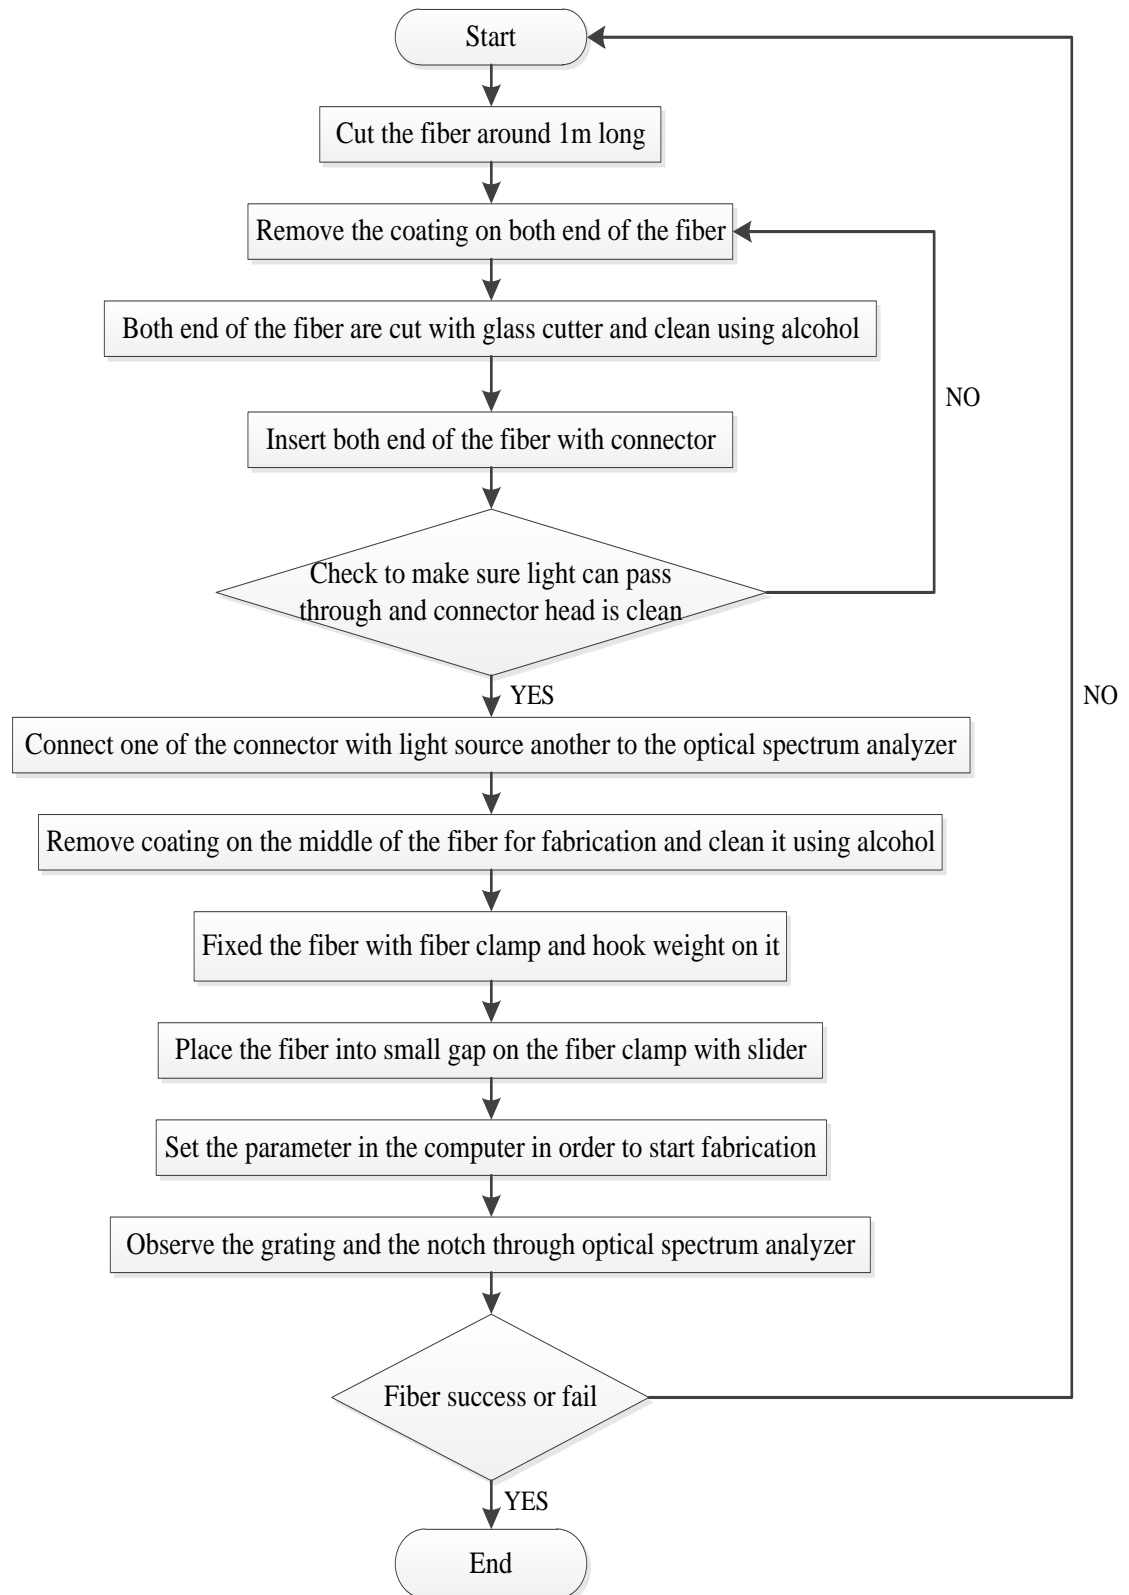 Start
Cut the fiber around 1m long
Remove the coating on both end of the fiber
Both end of the fiber are cut with glass cutter and clean using alcohol
NO
Insert both end of the fiber with connector
Check to make sure light can pass
through and connector head is clean
YES
NO
Connect one of the connector with light source another to the optical spectrum analyzer
Remove coating on the middle of the fiber for fabrication and clean it using alcohol
Fixed the fiber with fiber clamp and hook weight on it
Place the fiber into small gap on the fiber clamp with slider
Set the parameter in the computer in order to start fabrication
Observe the grating and the notch through optical spectrum analyzer
Fiber success or fail
YES
End